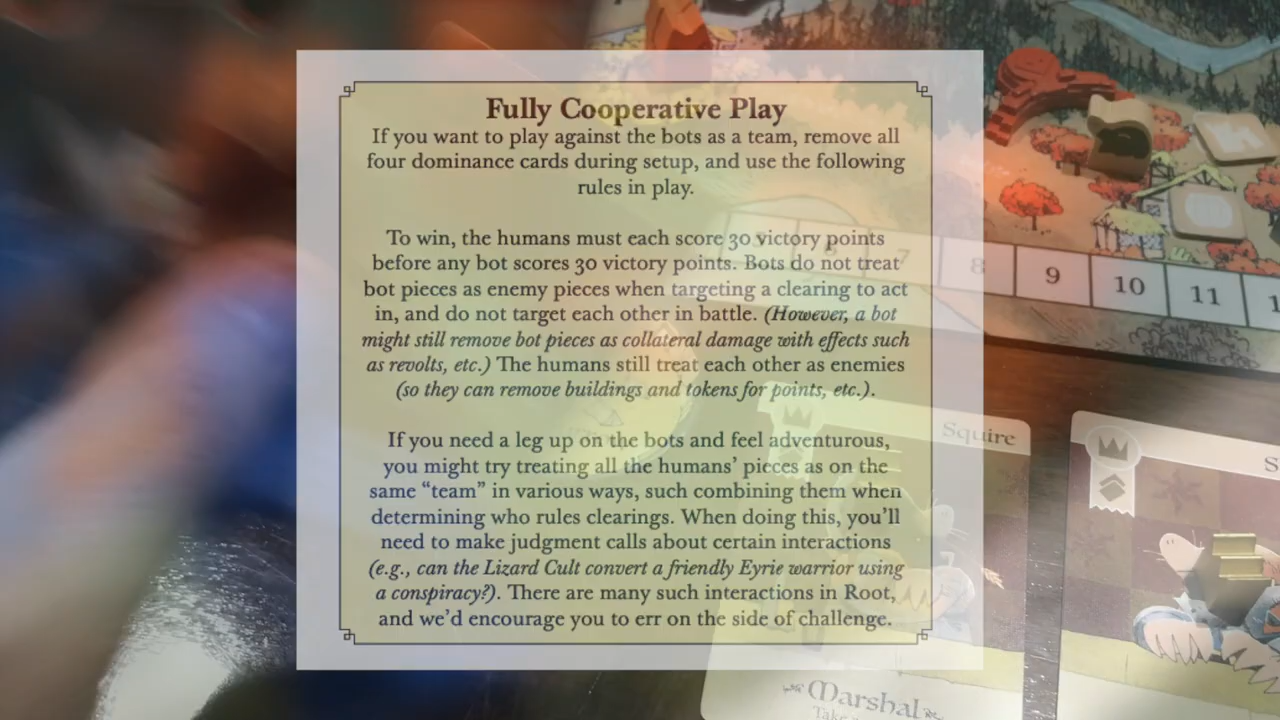 Fully Cooperative Play
If you want to play against the bots as a team, remove all
four dominance cards during setup, and use the following
rules in play.
To win, the humans must each score 30 victory points
before any bot scores 30 victory points. Bots do not treat
bot pieces as enemy pieces when targeting a clearing to act
in, and do not target each other in battle. (However, a bot
might still remove bot pieces as collateral damage with effects such
as revolts, etc.) The humans still treat each other as enemies
(so they can remove buildings and tokens for points, etc.).
If you need a leg up on the bots and feel adventurous,
you might try treating all the humans’ pieces as on the
same “team” in various ways, such combining them when
determining who rules clearings. When doing this, you’ll
need to make judgment calls about certain interactions
(e.g., can the Lizard Cult convert a friendly Eyrie warrior using
a conspiracy?). There are many such interactions in Root,
and we’d encourage you to err on the side of challenge.
7 8 9 10 11
Squire
Marshal
Take